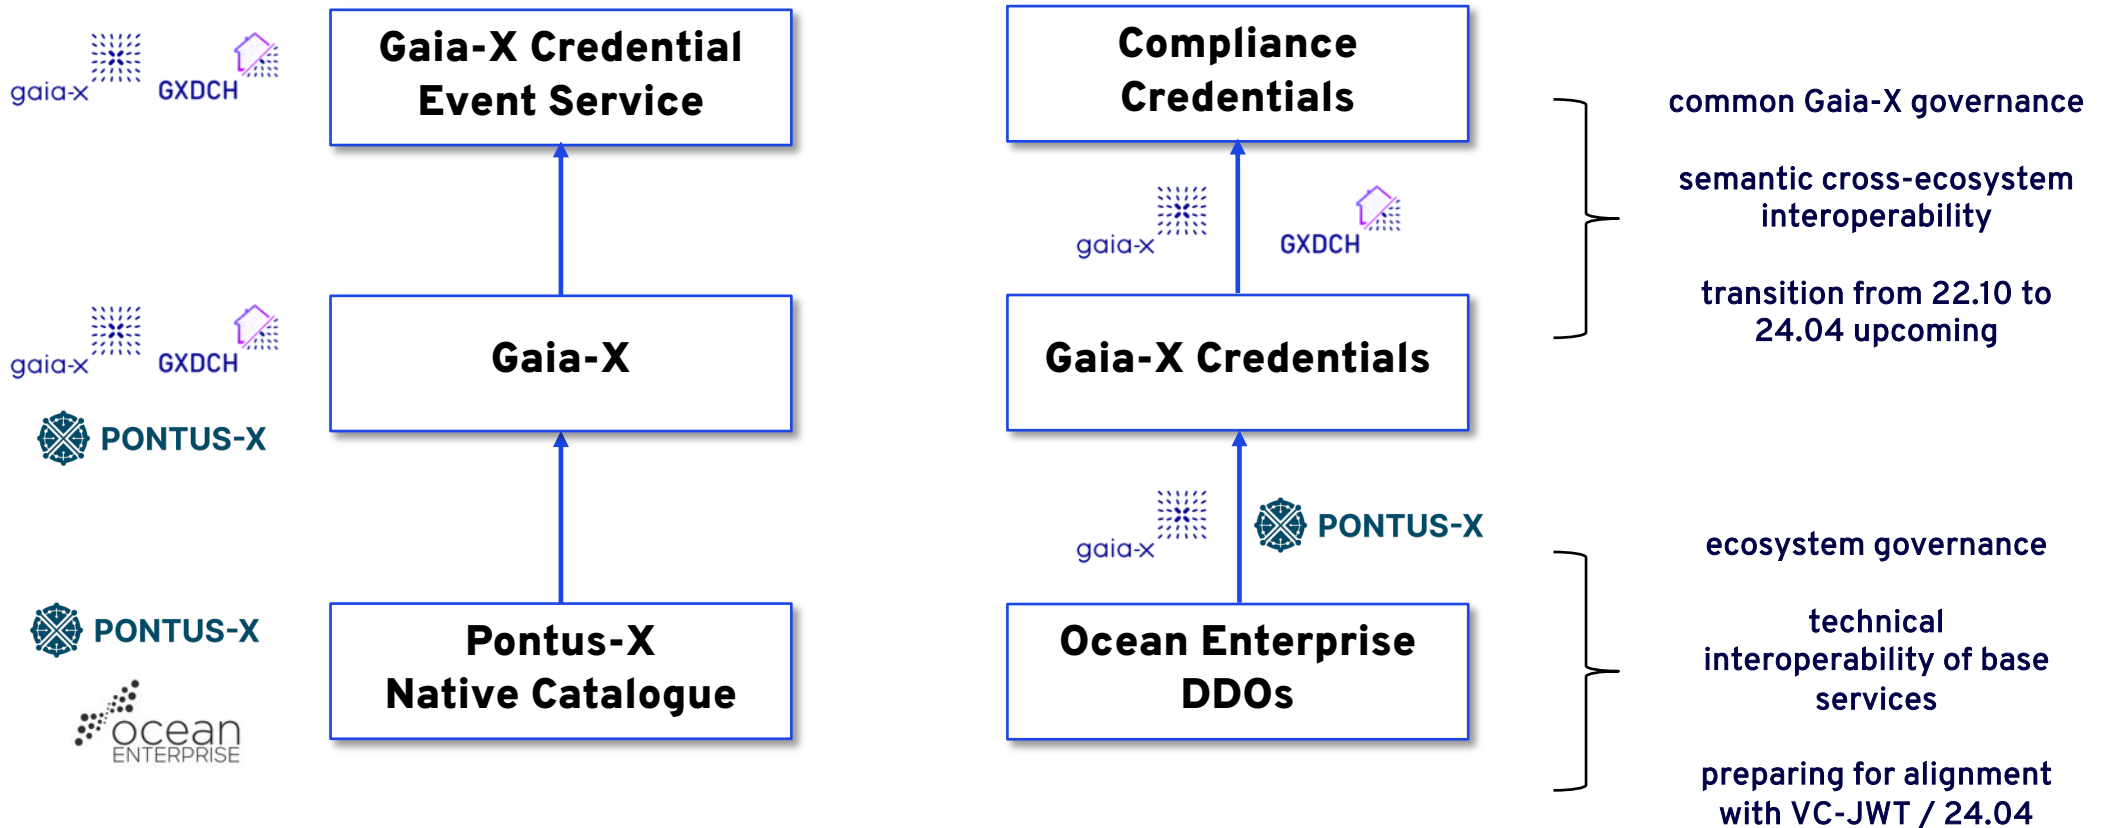 gaia-x
GXDCH
Gaia-X Credential
Event Service
gaia-x
GXDCH
PONTUS-X
Gaia-X
PONTUS-X
ocean
ENTERPRISE
Pontus-X
Native Catalogue
Compliance
Credentials
gaia-x
GXDCH
Gaia-X Credentials
gaia-x
PONTUS-X
Ocean Enterprise
DDOs
common Gaia-X governance
semantic cross-ecosystem
interoperability
transition from 22.10 to
24.04 upcoming
ecosystem governance
technical
interoperability of base
services
preparing for alignment
with VC-JWT / 24.04